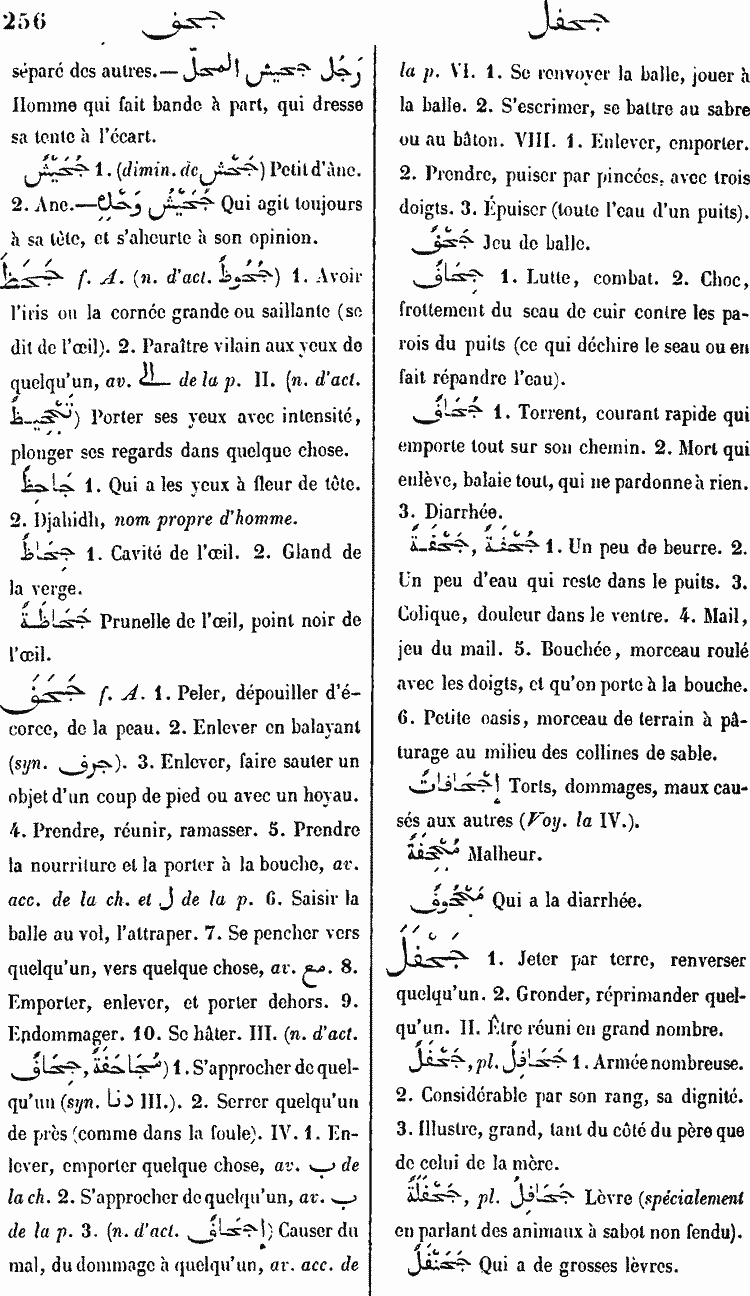 256 جحف جحفل
séparé des autres.— رَجُل جحيش المحلّ
Homme qui fait bande à part, qui dresse
sa tente à l'écart.
جُحَيْشٌ 1. (dimin. de جَحْشٌ) Petit d'âne.
2. Ane.— جُحَيْشُ وَحْدِهِ Qui agit toujours
à sa tête, et s'aheurte à son opinion.
جَحَظَ f. A. (n. d'act. جُحُوظٌ) 1. Avoir
l'iris ou la cornée grande ou saillante (se
dit de l'œil). 2. Paraître vilain aux yeux de
quelqu'un, av. الى de la p. II. (n. d'act.
تَجْحِيظٌ) Porter ses yeux avec intensité,
plonger ses regards dans quelque chose.
جَاحِظٌ 1. Qui a les yeux à fleur de tête.
2. Djahidh, nom propre d'homme.
جِحَاظٌ 1. Cavité de l'œil. 2. Gland de
la verge.
جَحَاظَةٌ Prunelle de l'œil, point noir de
l'œil.
جَحَفَ f. A. 1. Peler, dépouiller d'é-
corce, de la peau. 2. Enlever en balayant
(syn. جرف). 3. Enlever, faire sauter un
objet d'un coup de pied ou avec un hoyau.
4. Prendre, réunir, ramasser. 5. Prendre
la nourriture et la porter à la bouche, av.
acc. de la ch. et ل de la p. 6. Saisir la
balle au vol, l'attraper. 7. Se pencher vers
quelqu'un, vers quelque chose, av. مع. 8.
Emporter, enlever, et porter dehors. 9.
Endommager. 10. Se hâter. III. (n. d'act.
مُجَاحَفَةٌ, جِحَافٌ) 1. S'approcher de quel-
qu'un (syn. دنا III.). 2. Serrer quelqu'un
de près (comme dans la foule). IV. 1. En-
lever, emporter quelque chose, av. ب de
la ch. 2. S'approcher de quelqu'un, av. ب
de la p. 3. (n. d'act. إِجْحَافٌ) Causer du
mal, du dommage à quelqu'un, av. acc. de
la p. VI. 1. Se renvoyer la balle, jouer à
la balle. 2. S'escrimer, se battre au sabre
ou au bâton. VIII. 1. Enlever, emporter.
2. Prendre, puiser par pincées, avec trois
doigts. 3. Épuiser (toute l'eau d'un puits).
جَحْفٌ Jeu de balle.
جِحَافٌ 1. Lutte, combat. 2. Choc,
frottement du seau de cuir contre les pa-
rois du puits (ce qui déchire le seau ou en
fait répandre l'eau).
جُحَافٌ 1. Torrent, courant rapide qui
emporte tout sur son chemin. 2. Mort qui
enlève, balaie tout, qui ne pardonne à rien.
3. Diarrhée.
جَحْفَةٌ, جُحْفَةٌ 1. Un peu de beurre. 2.
Un peu d'eau qui reste dans le puits. 3.
Colique, douleur dans le ventre. 4. Mail,
jeu du mail. 5. Bouchée, morceau roulé
avec les doigts, et qu'on porte à la bouche.
6. Petite oasis, morceau de terrain à pâ-
turage au milieu des collines de sable.
إِجْحَافَاتٌ Torts, dommages, maux cau-
sés aux autres (Voy. la IV.).
مُجْحِفَةٌ Malheur.
مَجْحُوفٌ Qui a la diarrhée.
جَحْفَلَ 1. Jeter par terre, renverser
quelqu'un. 2. Gronder, réprimander quel-
qu'un. II. Être réuni en grand nombre.
جَحْفَلٌ, pl. جَحَافِلُ 1. Armée nombreuse.
2. Considérable par son rang, sa dignité.
3. Illustre, grand, tant du côté du père que
de celui de la mère.
جَحْفَلَةٌ, pl. جَحَافِلُ Lèvre (spécialement
en parlant des animaux à sabot non fendu).
جَحَنْفَلٌ Qui a de grosses lèvres.